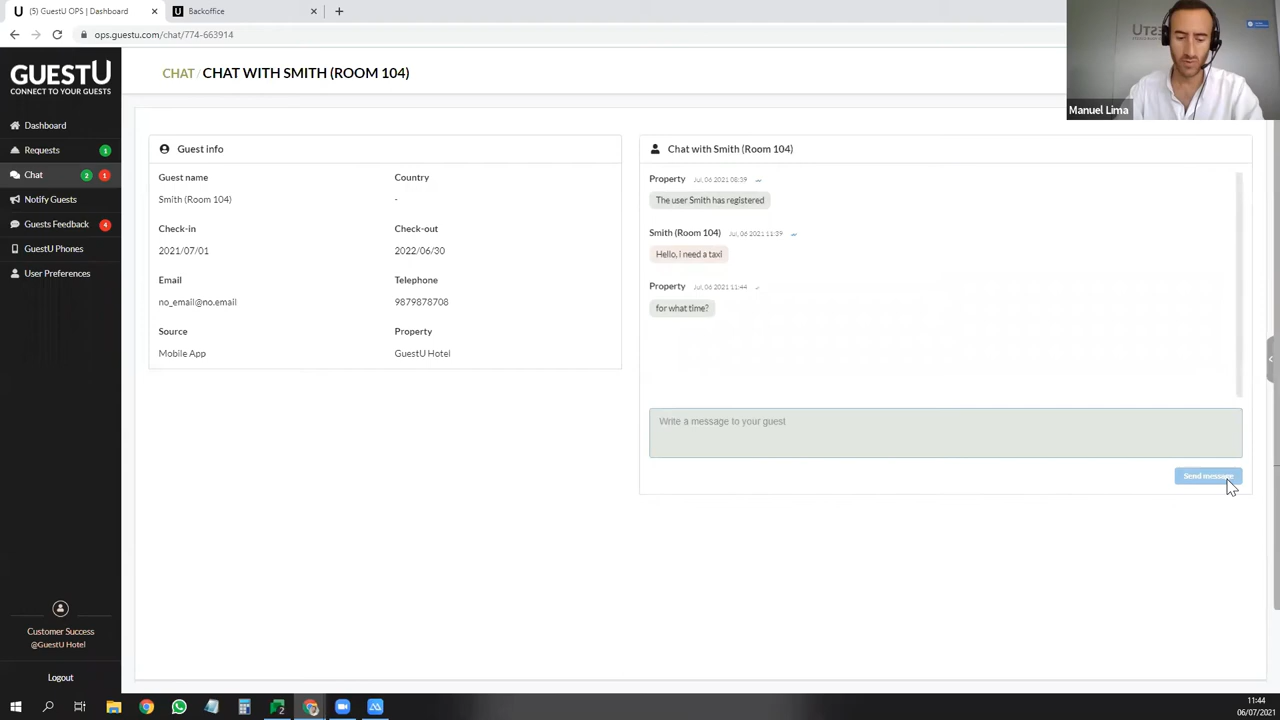 (5) GuestU OPS | Dashboard
Backoffice
ops.guestu.com/chat/774-663914
GUESTU
CONNECT TO YOUR GUESTS
CHAT / CHAT WITH SMITH (ROOM 104)
Manuel Lima
Dashboard
Requests 1
Chat 2 1
Notify Guests
Guests Feedback 4
GuestU Phones
User Preferences
Guest info
Guest name Country
Smith (Room 104) -
Check-in Check-out
2021/07/01 2022/06/30
Email Telephone
no_email@no.email 9879878708
Source Property
Mobile App GuestU Hotel
Chat with Smith (Room 104)
Property Jul, 06 2021 08:39
The user Smith has registered
Smith (Room 104) Jul, 06 2021 11:39
Hello, i need a taxi
Property Jul, 06 2021 11:44
for what time?
Write a message to your guest
Send message
Customer Success
@GuestU Hotel
Logout
11:44
06/07/2021